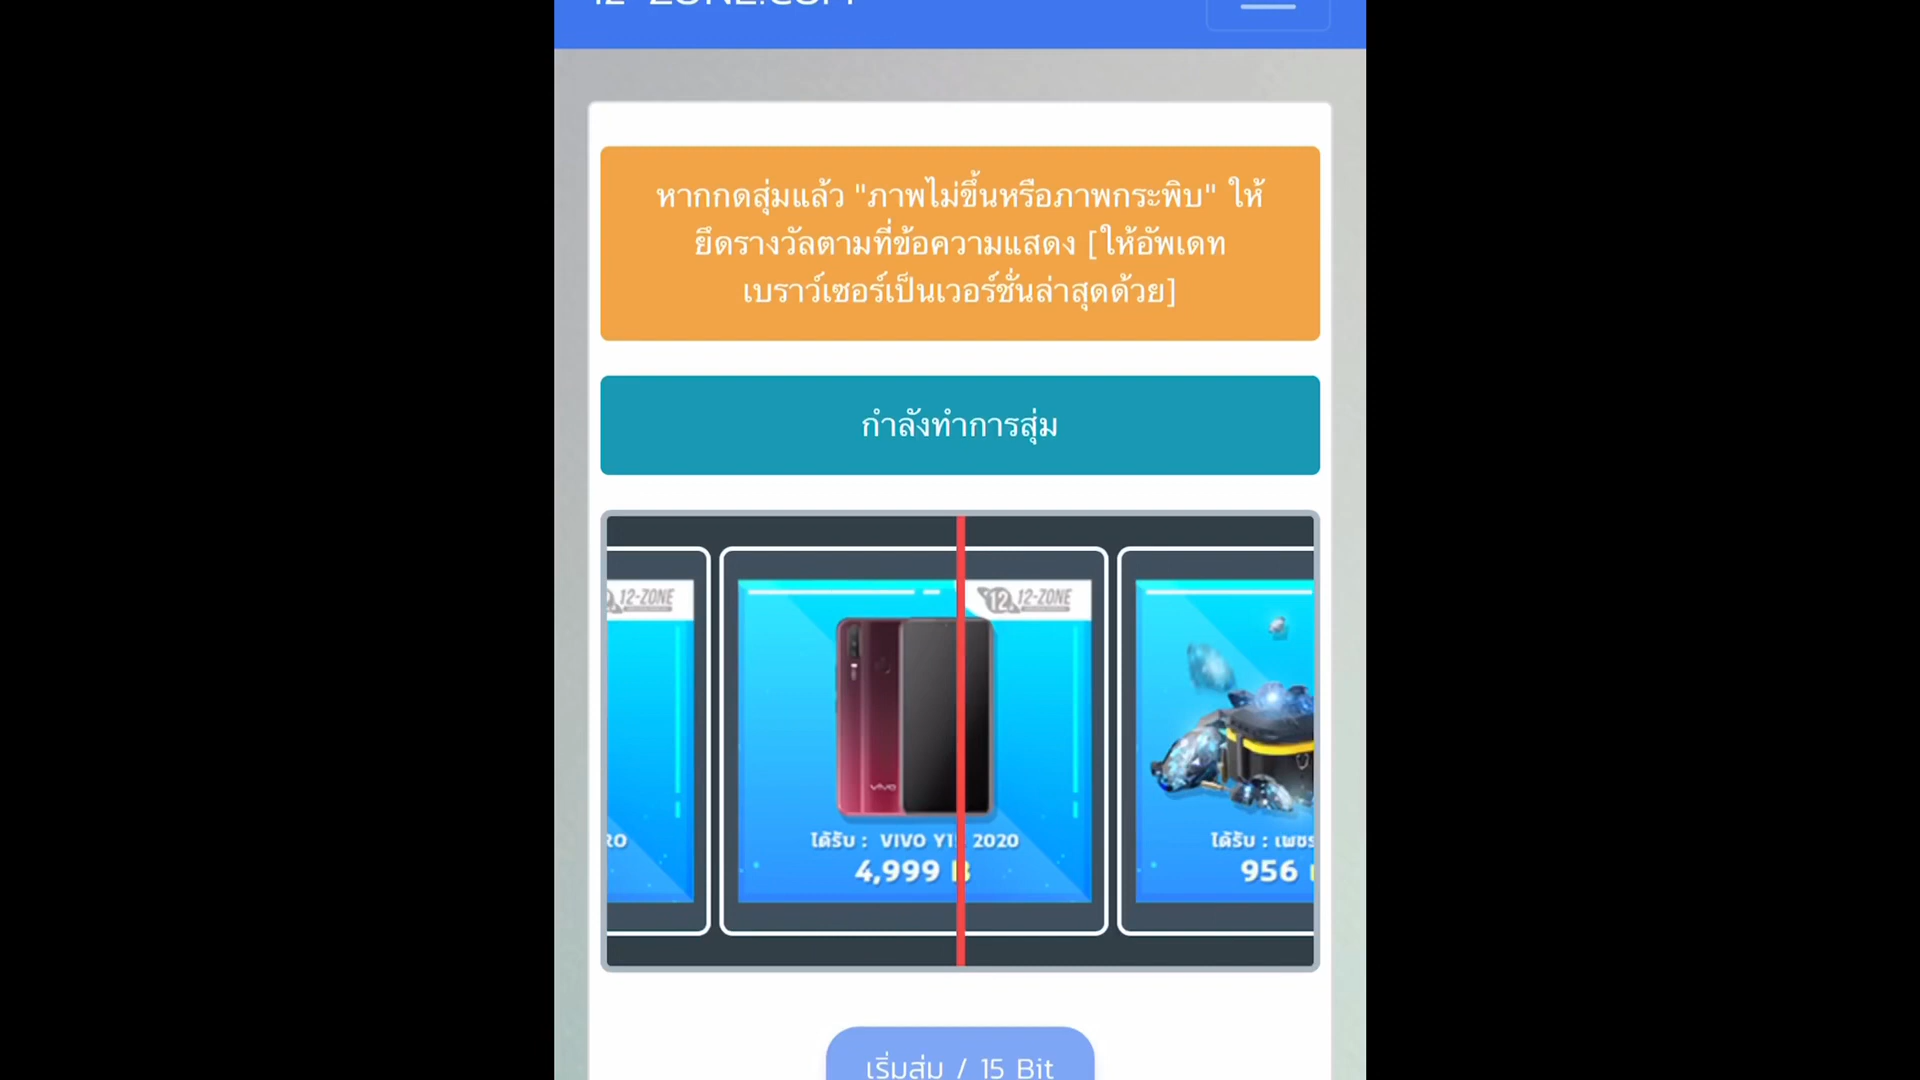 หากกดสุ่มแล้ว "ภาพไม่ขึ้นหรือภาพกระพิบ" ให้
ยึดรางวัลตามที่ข้อความแสดง [ให้อัพเดท
เบราว์เซอร์เป็นเวอร์ชั่นล่าสุดด้วย]
กำลังทำการสุ่ม
12-ZONE
12-ZONE
vivo
ได้รับ : VIVO 2020
4,999 ฿
ได้รับ : เพชร
956
เริ่มสุ่ม / 15 Bit